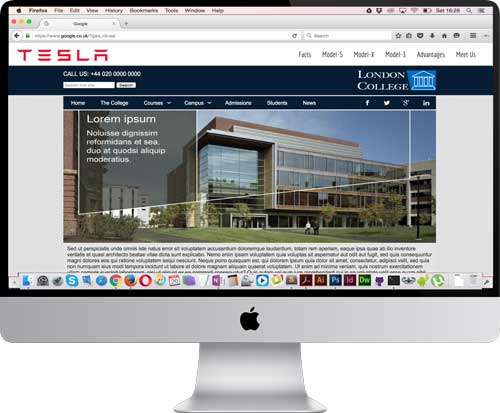 Firefox File Edit View History Bookmarks Tools Window Help Sat 16:28
Google
https://www.google.co.uk/?gws_rd=ssl
Search
TESLA
Facts Model-S Model-X Model-3 Advantages Meet Us
CALL US: +44 020 0000 0000
Search this site Search
LONDON
COLLEGE
Home The College Courses Campus Admissions Students News
Lorem ipsum
Noluisse dignissim
reformidans et sea,
duo at quodsi aliquip
moderatius.
Sed ut perspiciatis unde omnis iste natus error sit voluptatem accusantium doloremque laudantium, totam rem aperiam, eaque ipsa quae ab illo inventore
veritatis et quasi architecto beatae vitae dicta sunt explicabo. Nemo enim ipsam voluptatem quia voluptas sit aspernatur aut odit aut fugit, sed quia consequuntur
magni dolores eos qui ratione voluptatem sequi nesciunt. Neque porro quisquam est, qui dolorem ipsum quia dolor sit amet, consectetur, adipisci velit, sed quia
non numquam eius modi tempora incidunt ut labore et dolore magnam aliquam quaerat voluptatem. Ut enim ad minima veniam, quis nostrum exercitationem
Ai Ps Id Dw